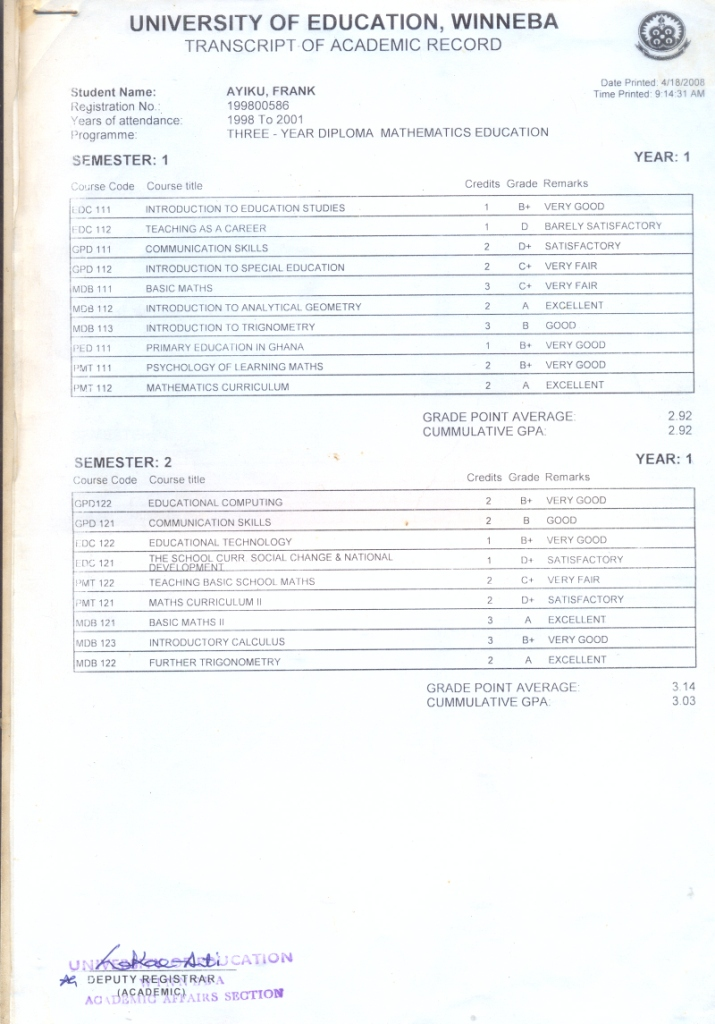 UNIVERSITY OF EDUCATION, WINNEBA
TRANSCRIPT OF ACADEMIC RECORD
Date Printed: 4/18/2008
Time Printed: 9:14:31 AM
Student Name: AYIKU, FRANK
Registration No.: 199800586
Years of attendance: 1998 To 2001
Programme: THREE - YEAR DIPLOMA MATHEMATICS EDUCATION
SEMESTER: 1 YEAR: 1
Course Code Course title Credits Grade Remarks
EDC 111 INTRODUCTION TO EDUCATION STUDIES 1 B+ VERY GOOD
EDC 112 TEACHING AS A CAREER 1 D BARELY SATISFACTORY
GPD 111 COMMUNICATION SKILLS 2 D+ SATISFACTORY
GPD 112 INTRODUCTION TO SPECIAL EDUCATION 2 C+ VERY FAIR
MDB 111 BASIC MATHS 3 C+ VERY FAIR
MDB 112 INTRODUCTION TO ANALYTICAL GEOMETRY 2 A EXCELLENT
MDB 113 INTRODUCTION TO TRIGNOMETRY 3 B GOOD
PED 111 PRIMARY EDUCATION IN GHANA 1 B+ VERY GOOD
PMT 111 PSYCHOLOGY OF LEARNING MATHS 2 B+ VERY GOOD
PMT 112 MATHEMATICS CURRICULUM 2 A EXCELLENT
GRADE POINT AVERAGE: 2.92
CUMMULATIVE GPA: 2.92
SEMESTER: 2 YEAR: 1
Course Code Course title Credits Grade Remarks
GPD122 EDUCATIONAL COMPUTING 2 B+ VERY GOOD
GPD 121 COMMUNICATION SKILLS 2 B GOOD
EDC 122 EDUCATIONAL TECHNOLOGY 1 B+ VERY GOOD
EDC 121 THE SCHOOL CURR SOCIAL CHANGE & NATIONAL DEVELOPMENT 1 D+ SATISFACTORY
PMT 122 TEACHING BASIC SCHOOL MATHS 2 C+ VERY FAIR
PMT 121 MATHS CURRICULUM II 2 D+ SATISFACTORY
MDB 121 BASIC MATHS II 3 A EXCELLENT
MDB 123 INTRODUCTORY CALCULUS 3 B+ VERY GOOD
MDB 122 FURTHER TRIGONOMETRY 2 A EXCELLENT
GRADE POINT AVERAGE: 3.14
CUMMULATIVE GPA: 3.03
EDUCATION
DEPUTY REGISTRAR
(ACADEMIC)
ACADEMIC AFFAIRS SECTION